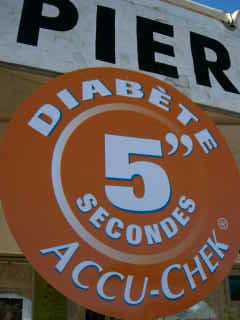 PIER
DIABÈTE
5”
SECONDES
ACCU-CHEK®